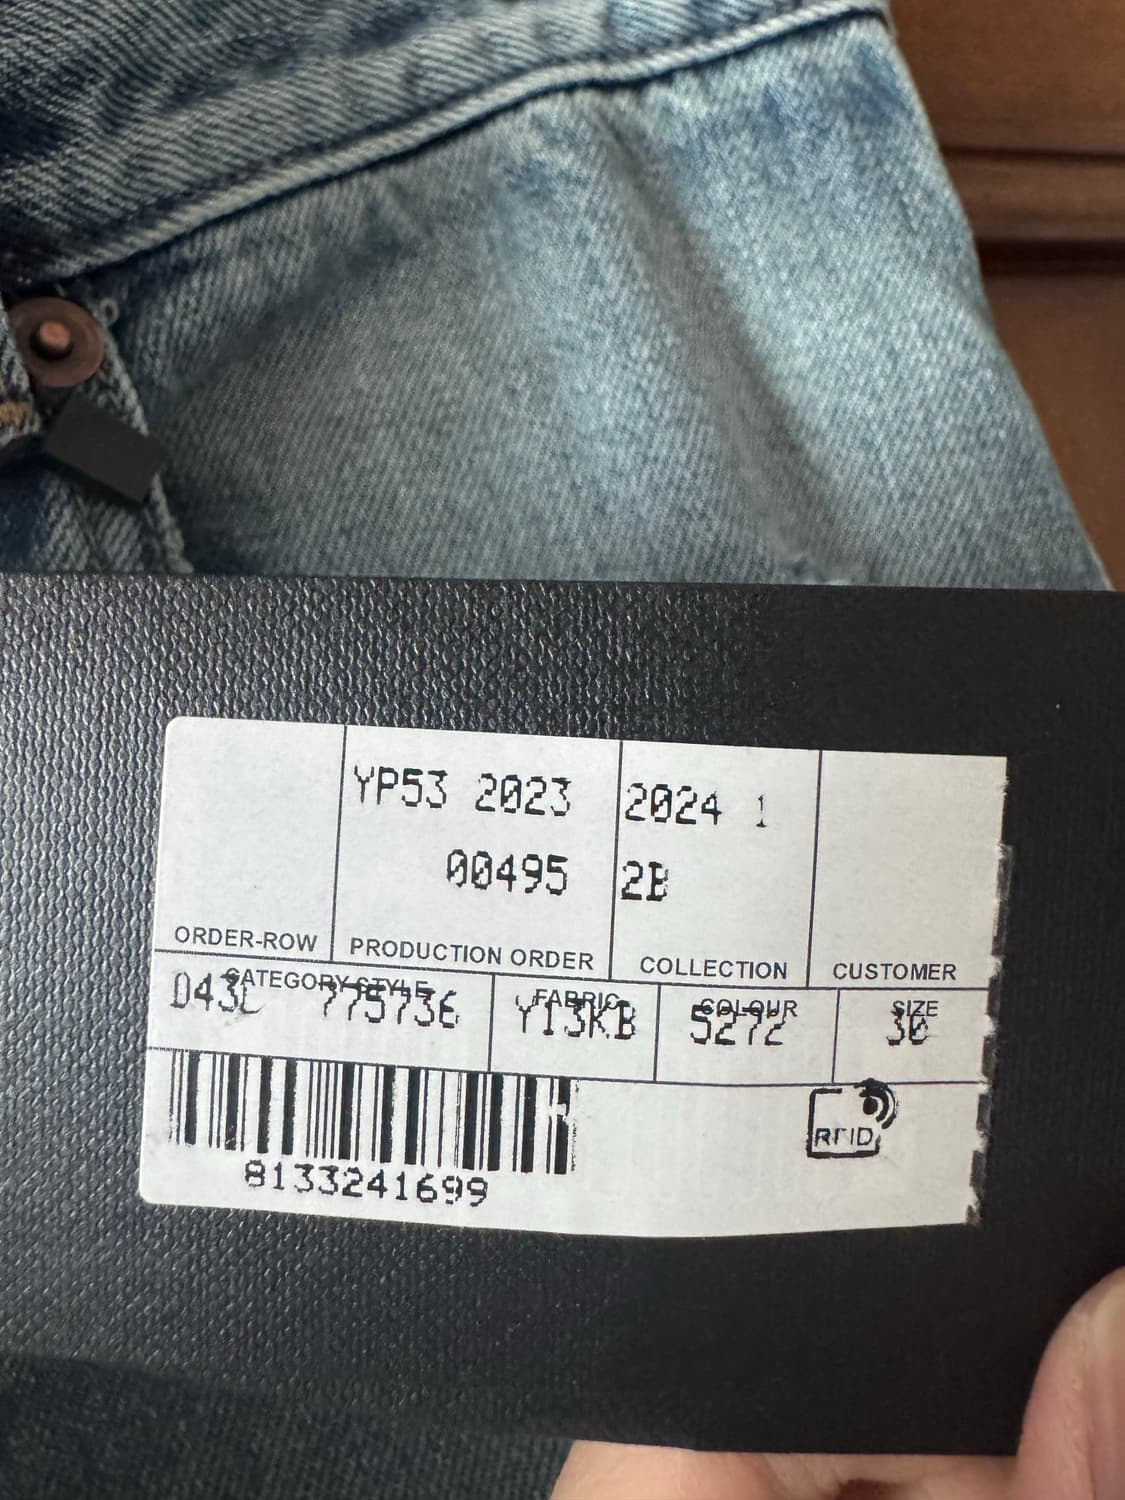 YP53 2023
2024 1
00495
2B
ORDER-ROW
PRODUCTION ORDER
COLLECTION
CUSTOMER
CATEGORY-STYLE
FABRIC
COLOUR
SIZE
775736
Y13KB
5272
RFID
8133241699